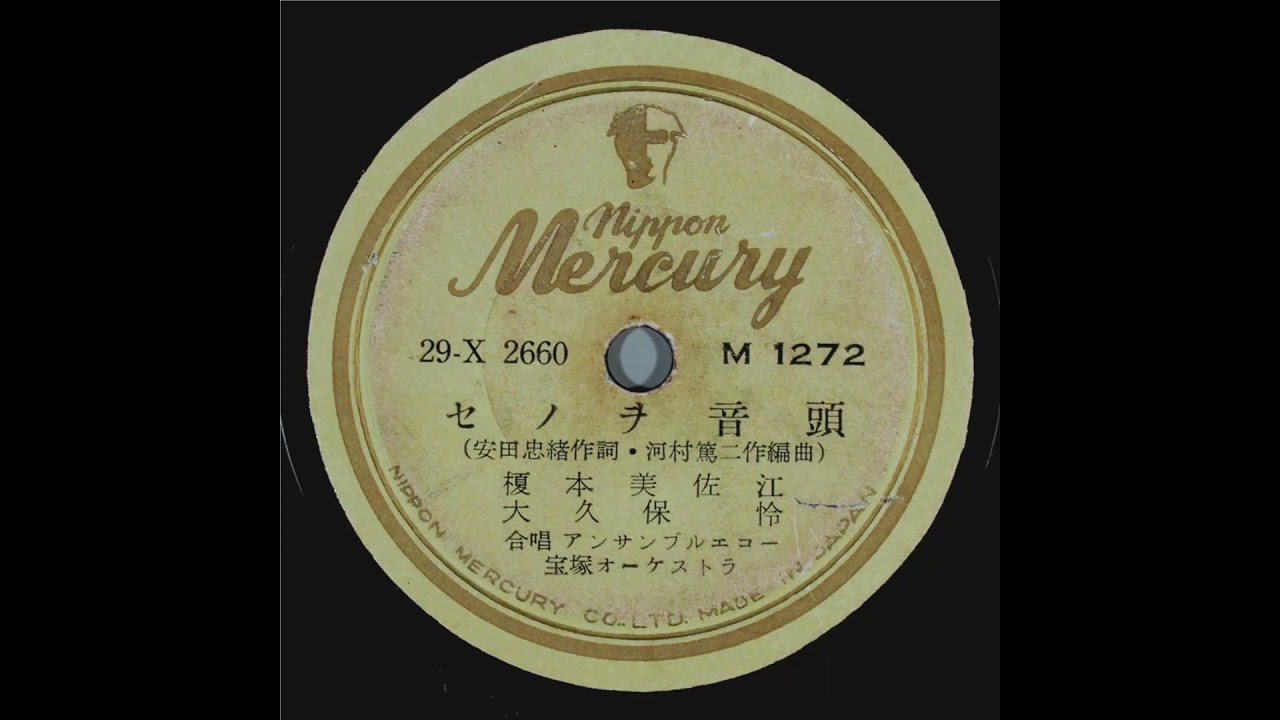 Nippon
Mercury
29-X 2660 M 1272
セノヲ音頭
(安田忠緒作詞・河村篤二作編曲)
榎本美佐江
大久保怜
合唱 アンサンブルエコー
宝塚オーケストラ
NIPPON MERCURY CO., LTD. MADE IN JAPAN